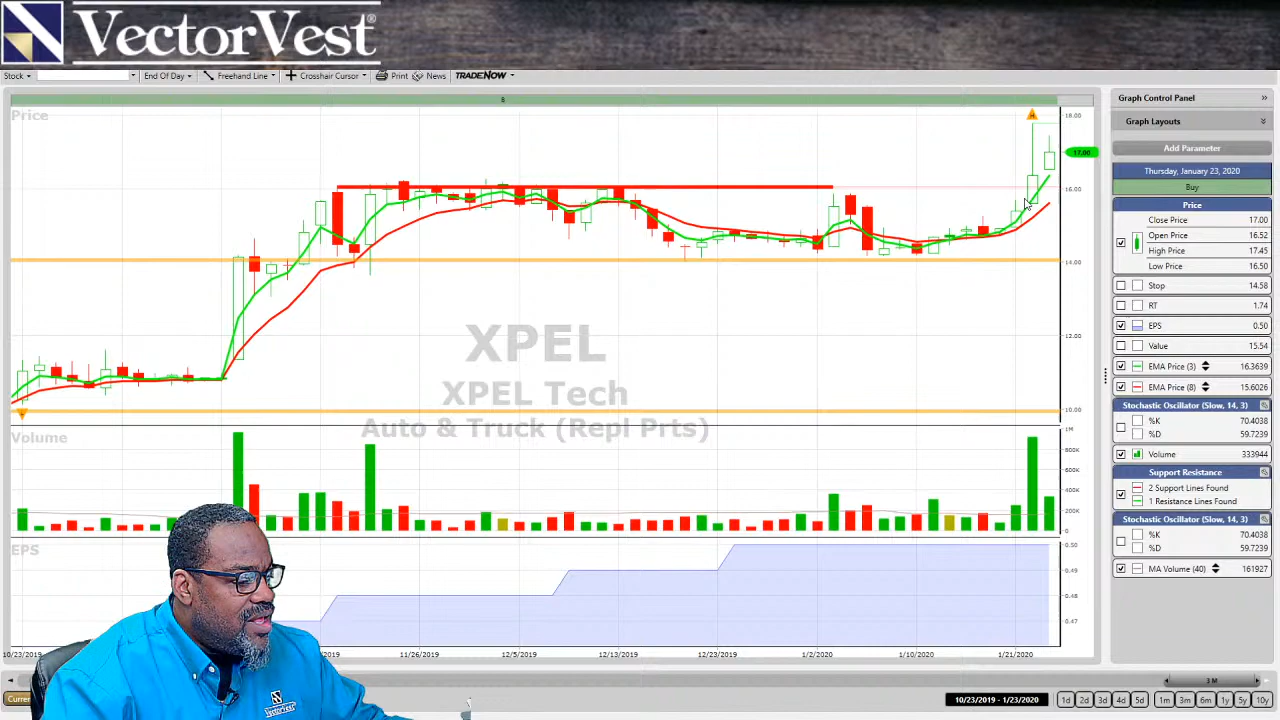 VectorVest®
Stock
End Of Day
Freehand Line
Crosshair Cursor
Print
News
TRADENOW
B
Price
18.00
17.00
16.00
14.00
12.00
10.00
XPEL
XPEL Tech
Auto & Truck (Repl Prts)
Volume
1M
800K
600K
400K
200K
0
EPS
0.50
0.49
0.48
0.47
10/23/2019
11/26/2019
12/5/2019
12/13/2019
12/23/2019
1/2/2020
1/10/2020
1/21/2020
Graph Control Panel
Graph Layouts
Add Parameter
Thursday, January 23, 2020
Buy
Price
Close Price 17.00
Open Price 16.52
High Price 17.45
Low Price 16.50
Stop 14.58
RT 1.74
EPS 0.50
Value 15.54
EMA Price (3) 16.3639
EMA Price (8) 15.6026
Stochastic Oscillator (Slow, 14, 3)
%K 70.4038
%D 59.7239
Volume 333944
Support Resistance
2 Support Lines Found
1 Resistance Lines Found
Stochastic Oscillator (Slow, 14, 3)
%K 70.4038
%D 59.7239
MA Volume (40) 161927
3 M
10/23/2019 - 1/23/2020
1d 2d 3d 4d 5d 1m 3m 6m 1y 5y 10y
VectorVest